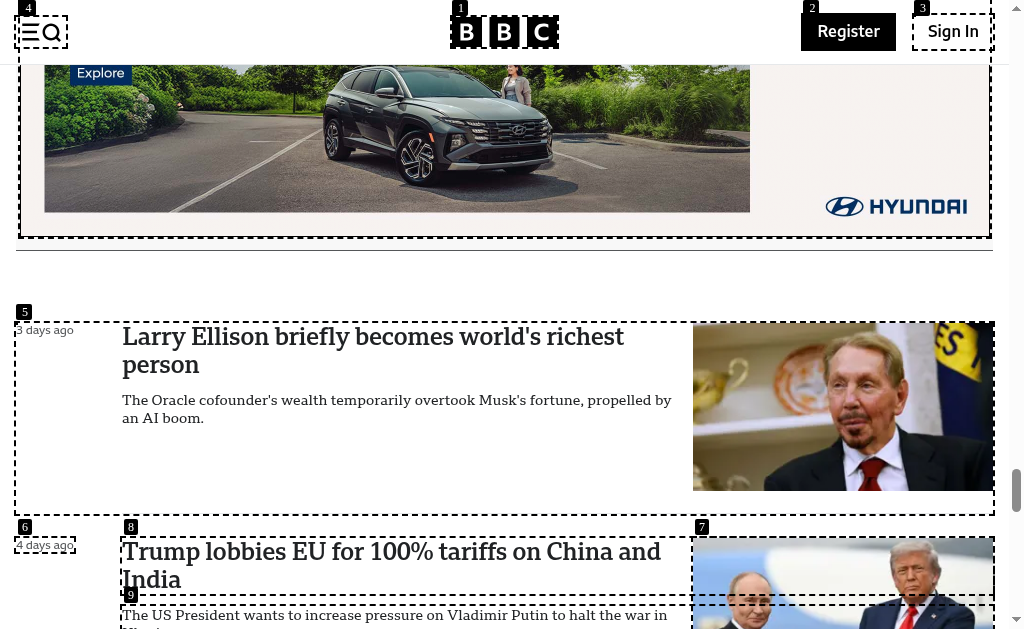 4
1
2
3
BBC
Register
Sign In
Explore
HYUNDAI
5
3 days ago
Larry Ellison briefly becomes world's richest
person
The Oracle cofounder's wealth temporarily overtook Musk's fortune, propelled by
an AI boom.
ES
6
8
7
4 days ago
Trump lobbies EU for 100% tariffs on China and
India
9
The US President wants to increase pressure on Vladimir Putin to halt the war in